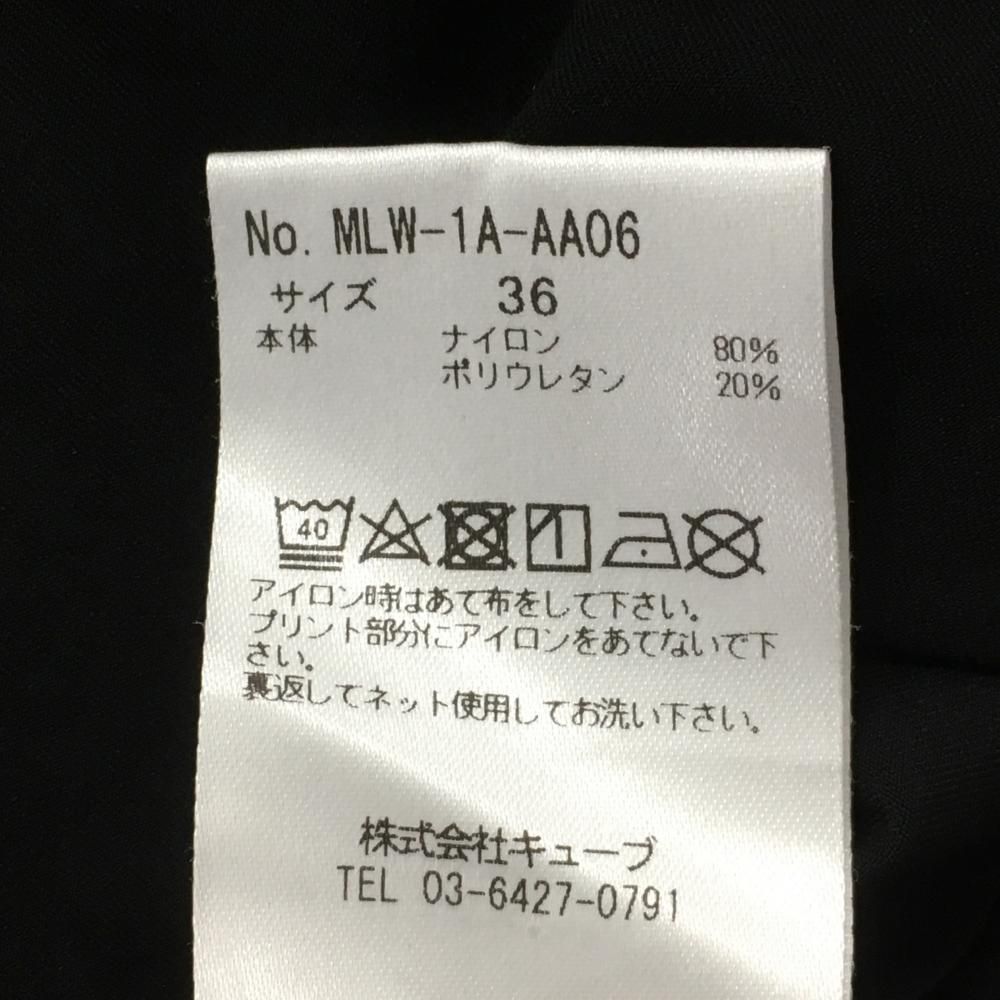 No. MLW-1A-AA06
サイズ 36
本体 ナイロン 80%
ポリウレタン 20%
40
アイロン時はあて布をして下さい。
プリント部分にアイロンをあてないで下
さい。
裏返してネット使用してお洗い下さい。
株式会社キューブ
TEL 03-6427-0791